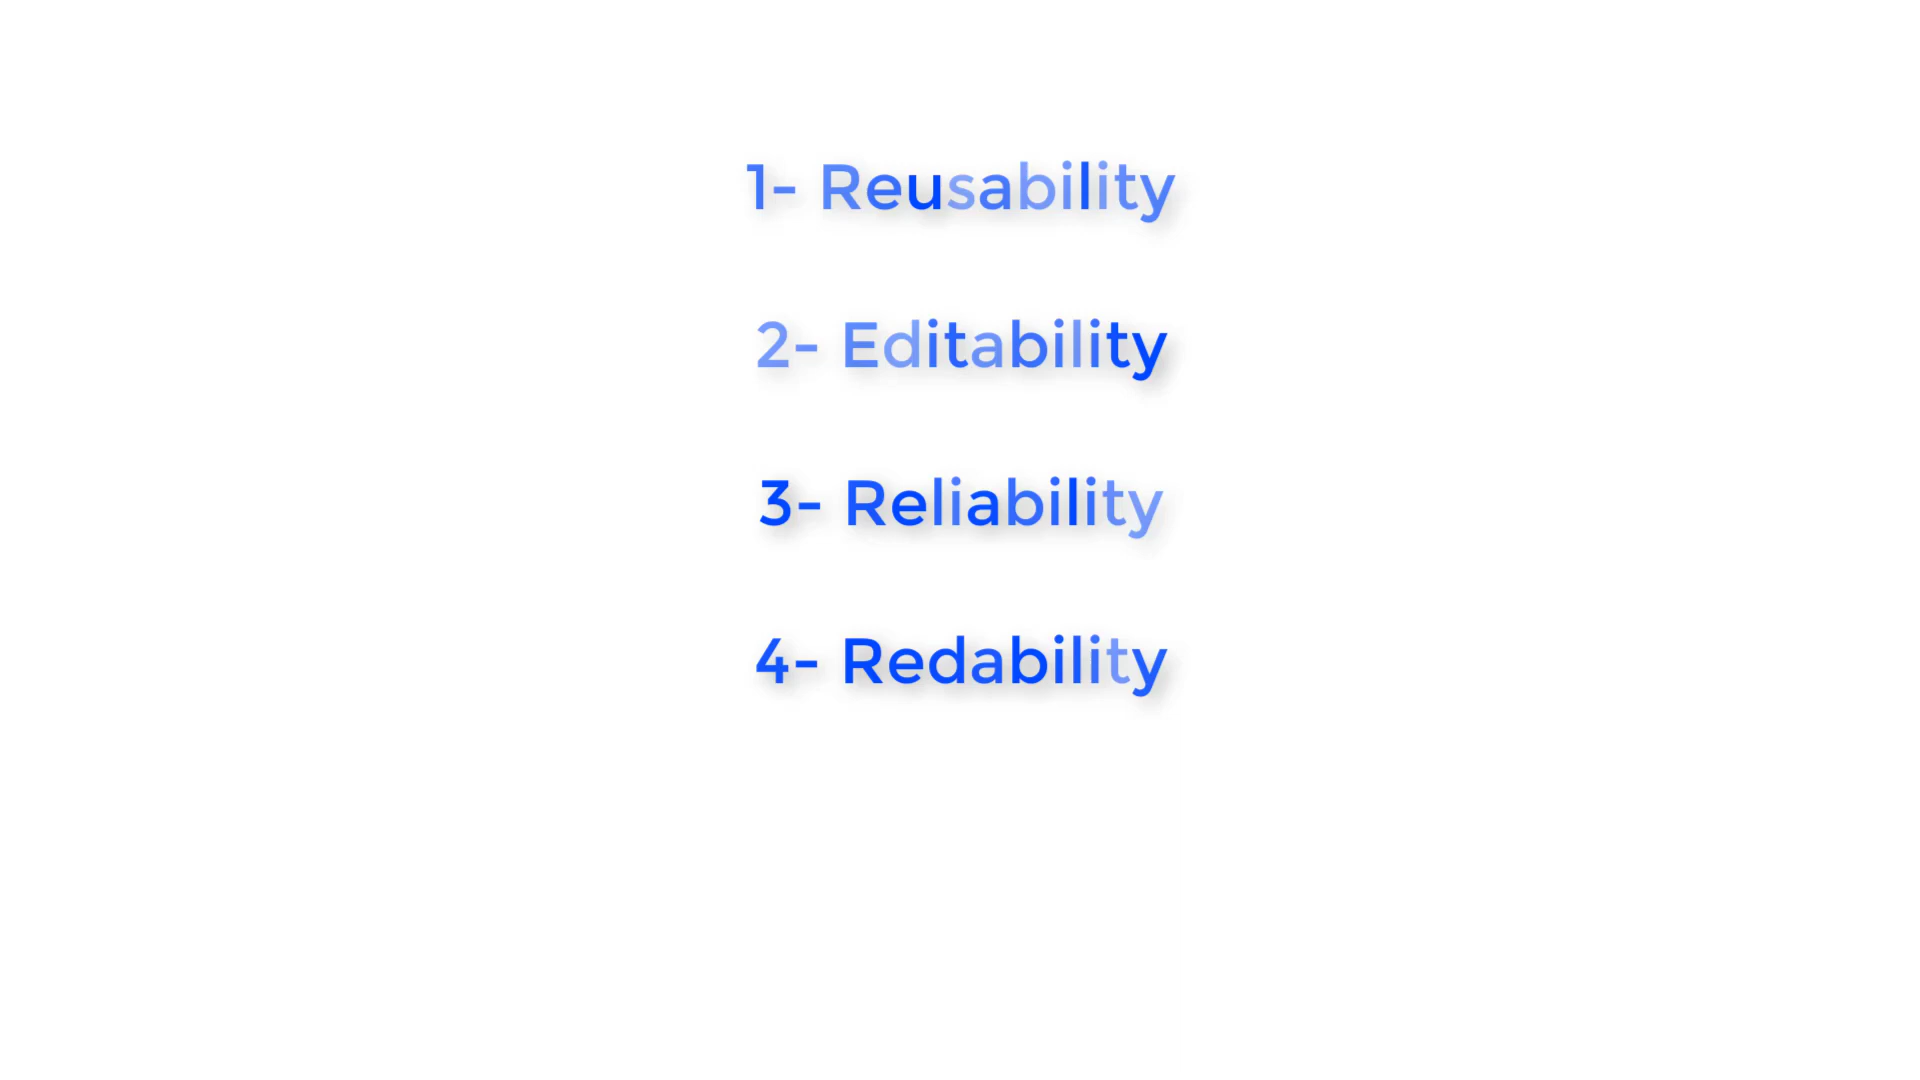 1- Reusability
2- Editability
3- Reliability
4- Redability